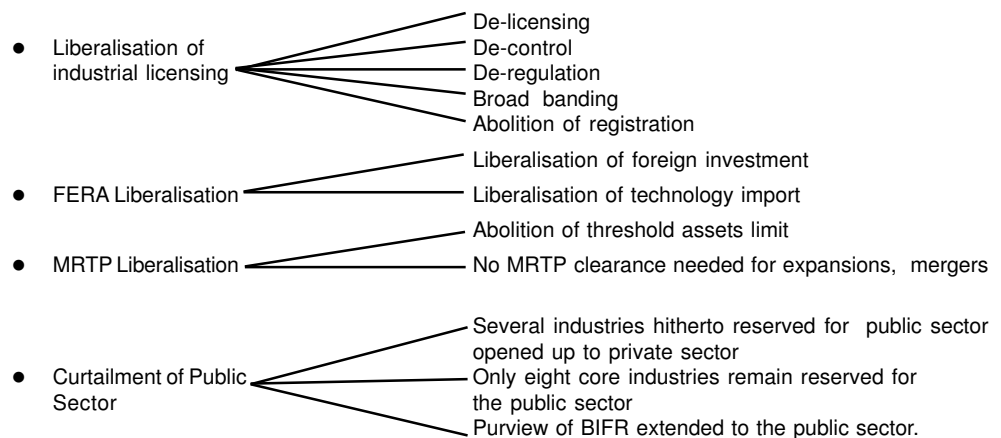 ● Liberalisation of
industrial licensing
De-licensing
De-control
De-regulation
Broad banding
Abolition of registration
● FERA Liberalisation
Liberalisation of foreign investment
Liberalisation of technology import
● MRTP Liberalisation
Abolition of threshold assets limit
No MRTP clearance needed for expansions, mergers
● Curtailment of Public
Sector
Several industries hitherto reserved for public sector
opened up to private sector
Only eight core industries remain reserved for
the public sector
Purview of BIFR extended to the public sector.